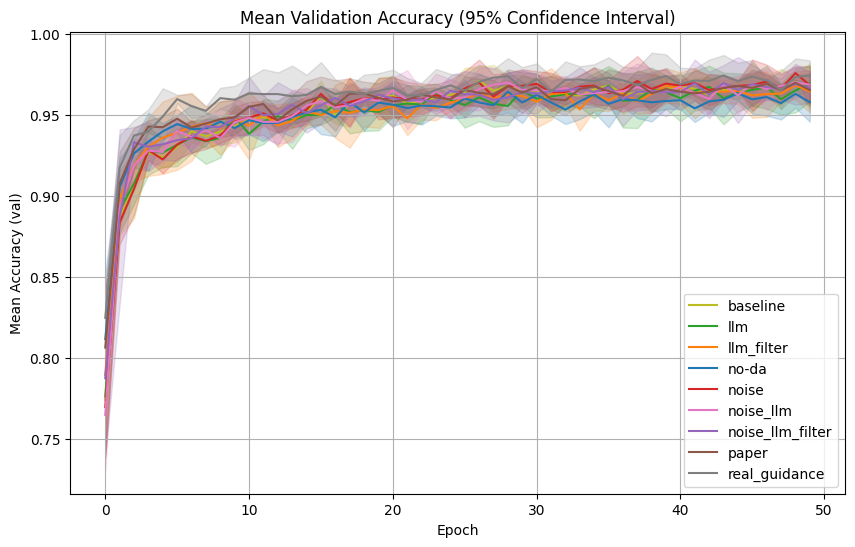 Mean Validation Accuracy (95% Confidence Interval)
Mean Accuracy (val)
1.00
0.95
0.90
0.85
0.80
0.75
0
10
20
30
40
50
Epoch
baseline
llm
llm_filter
no-da
noise
noise_llm
noise_llm_filter
paper
real_guidance